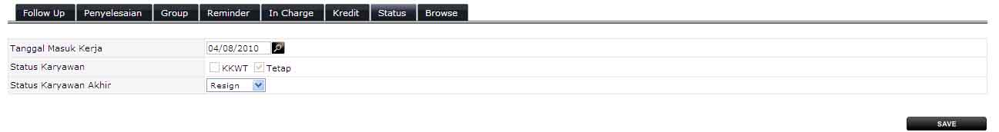 Follow Up Penyelesaian Group Reminder In Charge Kredit Status Browse
Tanggal Masuk Kerja 04/08/2010
Status Karyawan KKWT Tetap
Status Karyawan Akhir Resign
SAVE